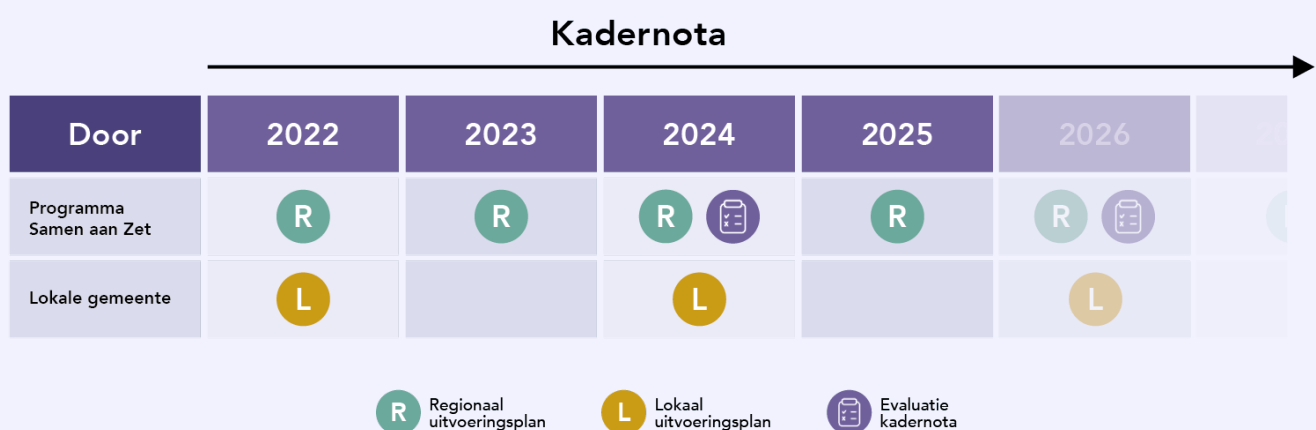 Kadernota
Door
2022
2023
2024
2025
2026
20
Programma
Samen aan Zet
R
R
R
R
R
Lokale gemeente
L
L
L
R
Regionaal
uitvoeringsplan
L
Lokaal
uitvoeringsplan
Evaluatie
kadernota